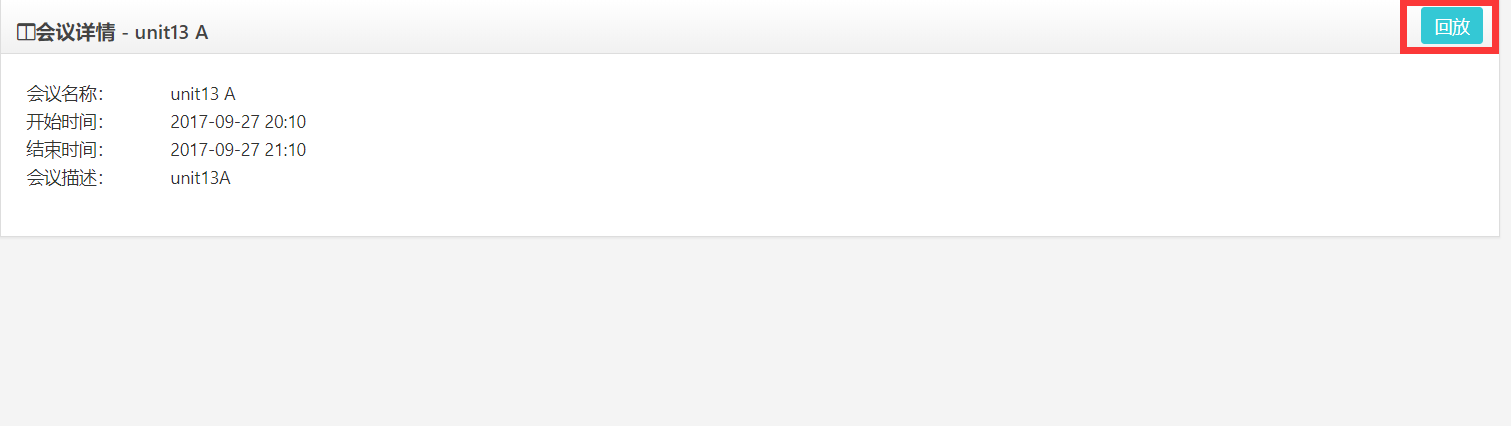 会议详情 - unit13 A
回放
会议名称： unit13 A
开始时间： 2017-09-27 20:10
结束时间： 2017-09-27 21:10
会议描述： unit13A